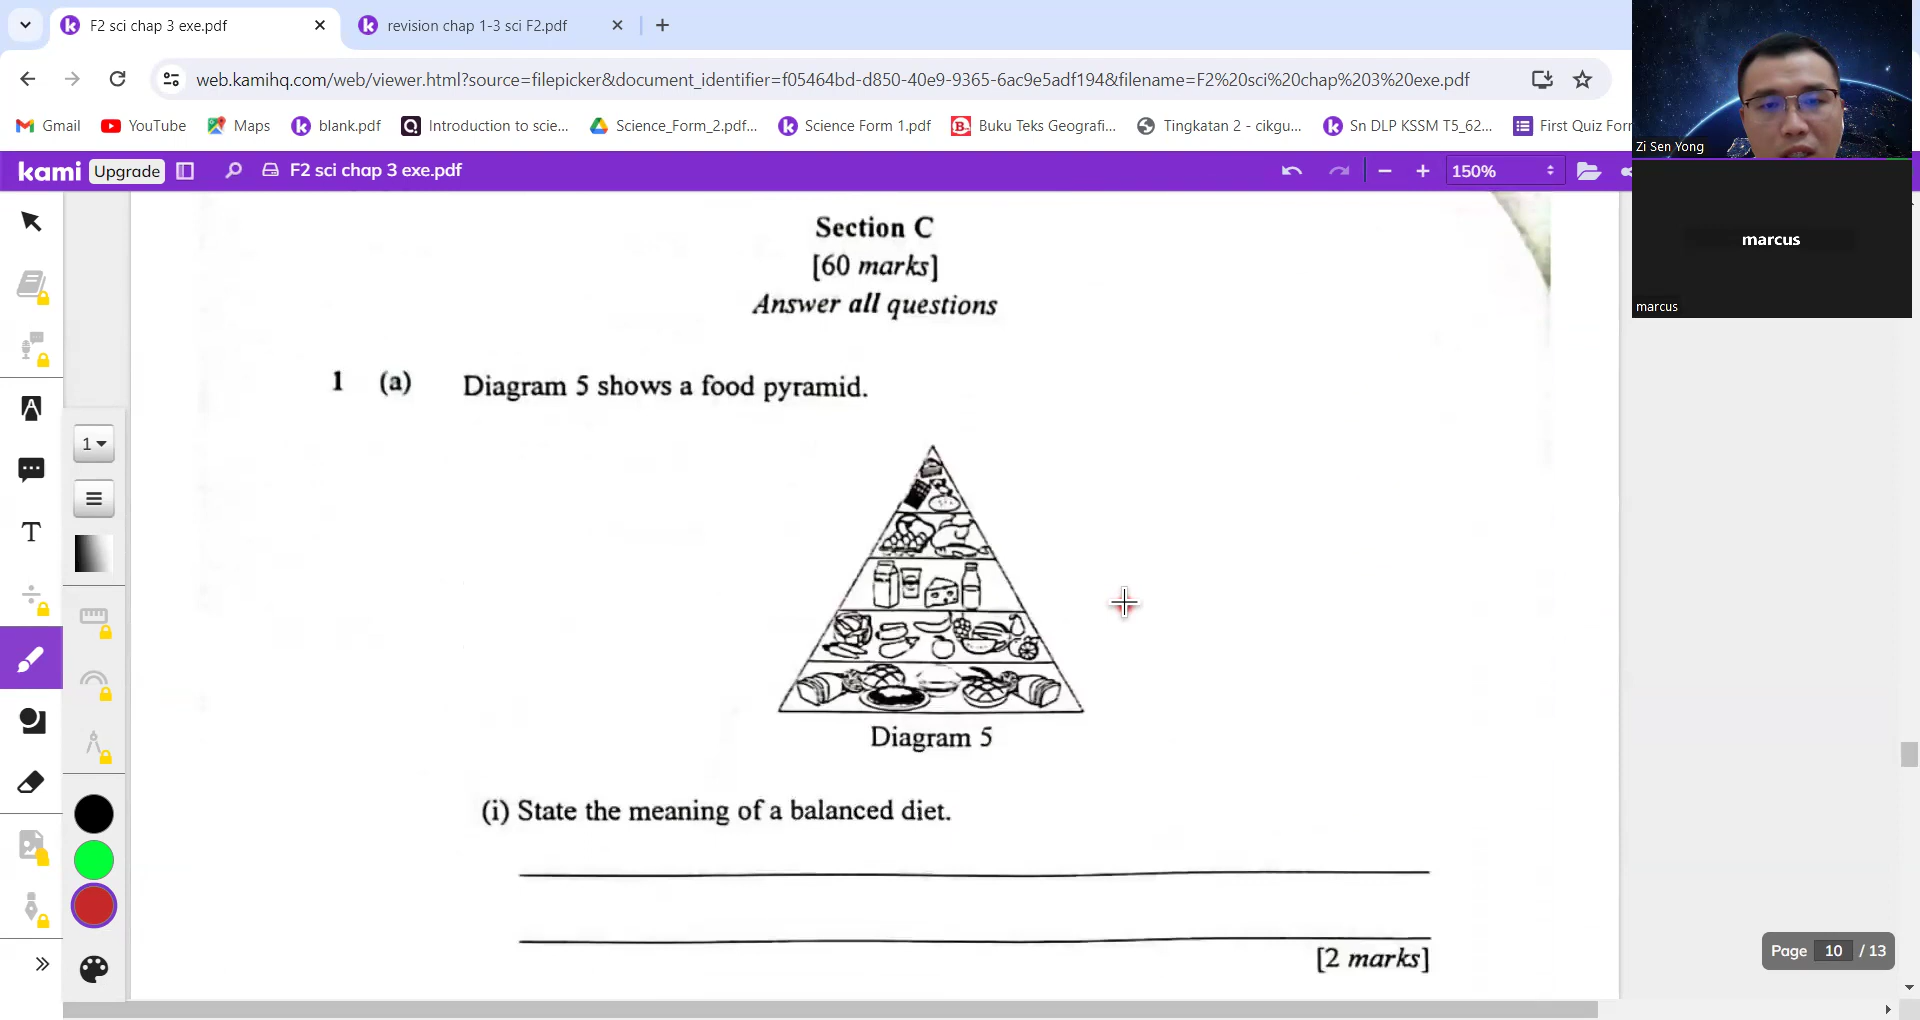 F2 sci chap 3 exe.pdf
revision chap 1-3 sci F2.pdf
web.kamihq.com/web/viewer.html?source=filepicker&document_identifier=f05464bd-d850-40e9-9365-6ac9e5adf194&filename=F2%20sci%20chap%203%20exe.pdf
Gmail YouTube Maps blank.pdf Introduction to scie... Science_Form_2.pdf... Science Form 1.pdf Buku Teks Geografi... Tingkatan 2 - cikgu... Sn DLP KSSM T5_62... First Quiz For
Zi Sen Yong
kami Upgrade F2 sci chap 3 exe.pdf 150%
marcus
marcus
Section C
[60 marks]
Answer all questions
1 (a) Diagram 5 shows a food pyramid.
1
T
Diagram 5
(i) State the meaning of a balanced diet.
[2 marks]
Page 10 / 13